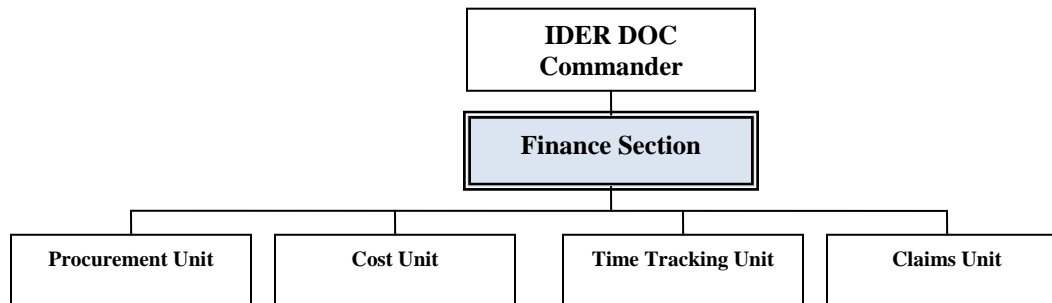 IDER DOC
Commander
Finance Section
Procurement Unit
Cost Unit
Time Tracking Unit
Claims Unit